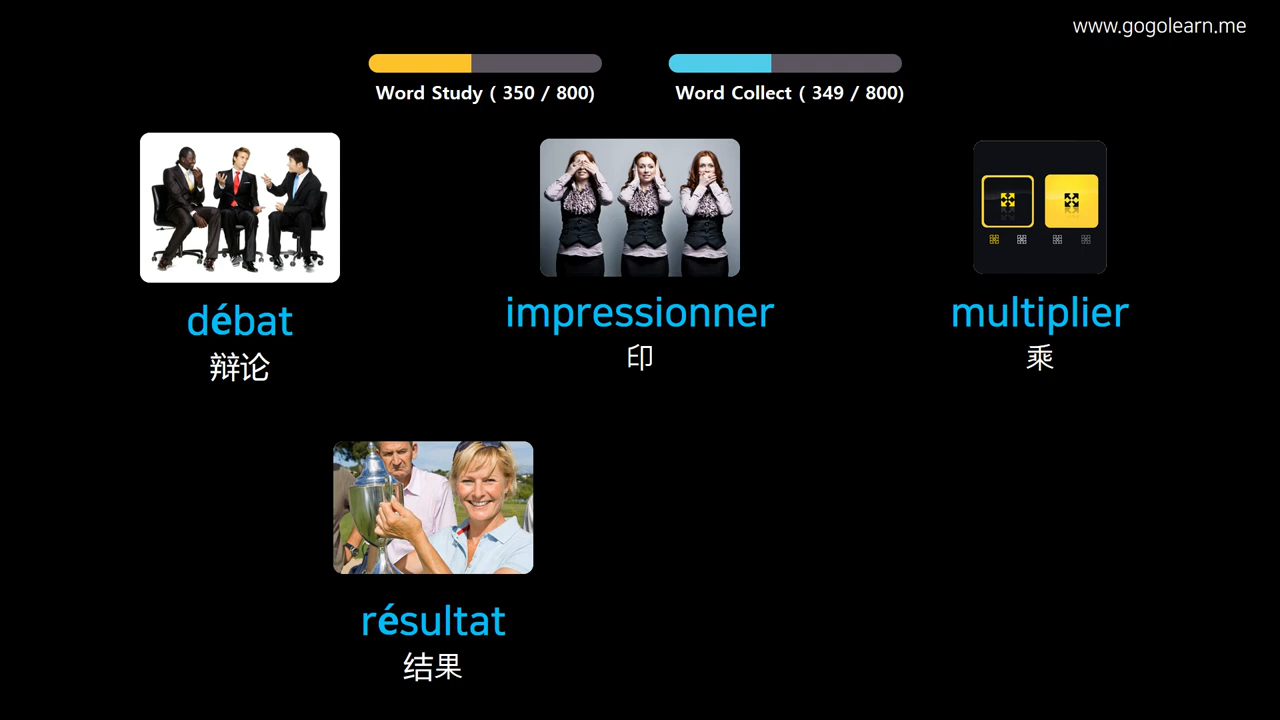 www.gogolearn.me
Word Study ( 350 / 800)
Word Collect ( 349 / 800)
débat
辩论
impressionner
印
multiplier
乘
résultat
结果